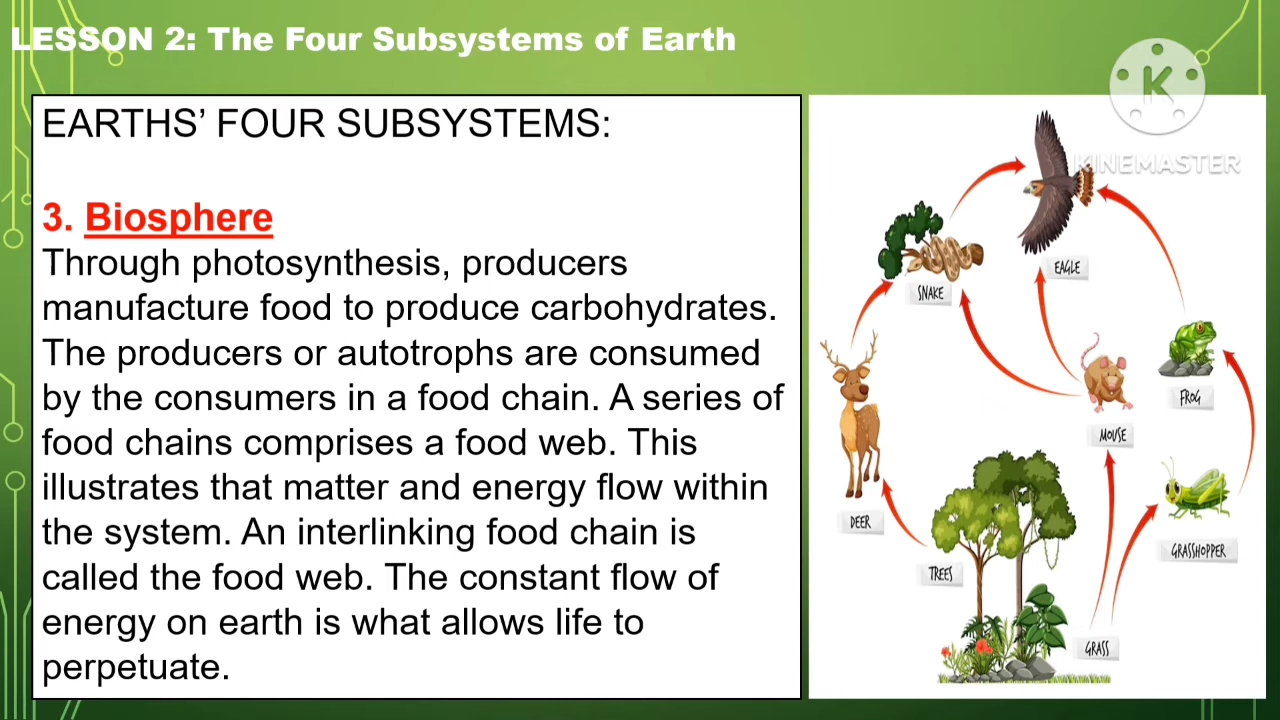 LESSON 2: The Four Subsystems of Earth
EARTHS’ FOUR SUBSYSTEMS:
3. Biosphere
Through photosynthesis, producers
manufacture food to produce carbohydrates.
The producers or autotrophs are consumed
by the consumers in a food chain. A series of
food chains comprises a food web. This
illustrates that matter and energy flow within
the system. An interlinking food chain is
called the food web. The constant flow of
energy on earth is what allows life to
perpetuate.
K
KINEMASTER
EAGLE
SNAKE
FROG
MOUSE
DEER
GRASSHOPPER
TREES
GRASS